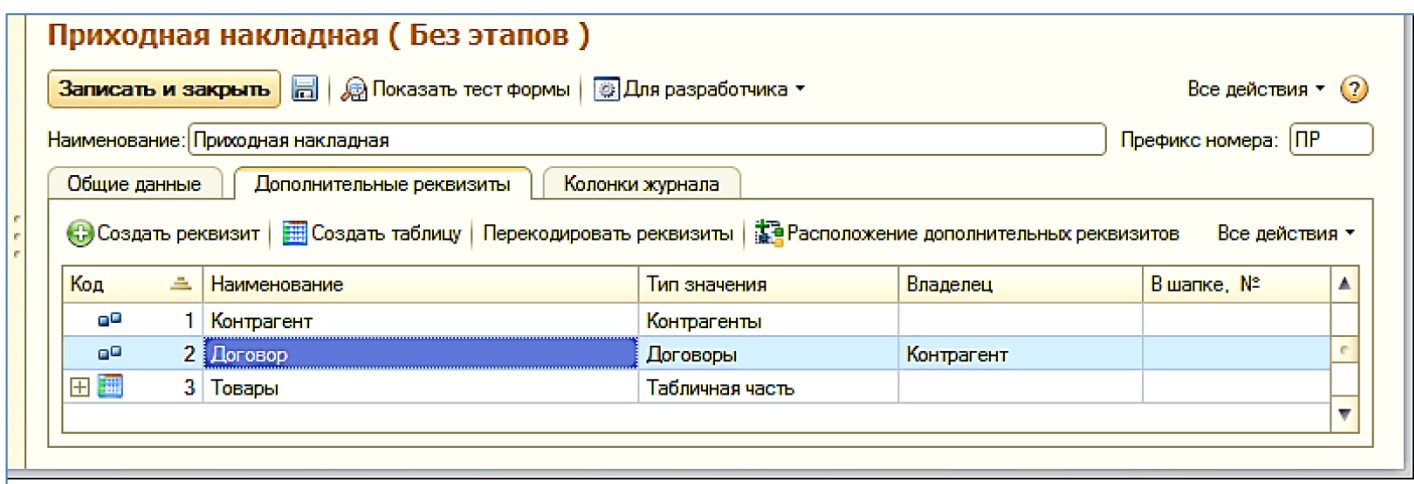 Приходная накладная ( Без этапов )
Записать и закрыть Показать тест формы Для разработчика Все действия ?
Наименование: Приходная накладная Префикс номера: ПР
Общие данные Дополнительные реквизиты Колонки журнала
Создать реквизит Создать таблицу Перекодировать реквизиты Расположение дополнительных реквизитов Все действия
Код Наименование Тип значения Владелец В шапке, №
1 Контрагент Контрагенты
2 Договор Договоры Контрагент
3 Товары Табличная часть